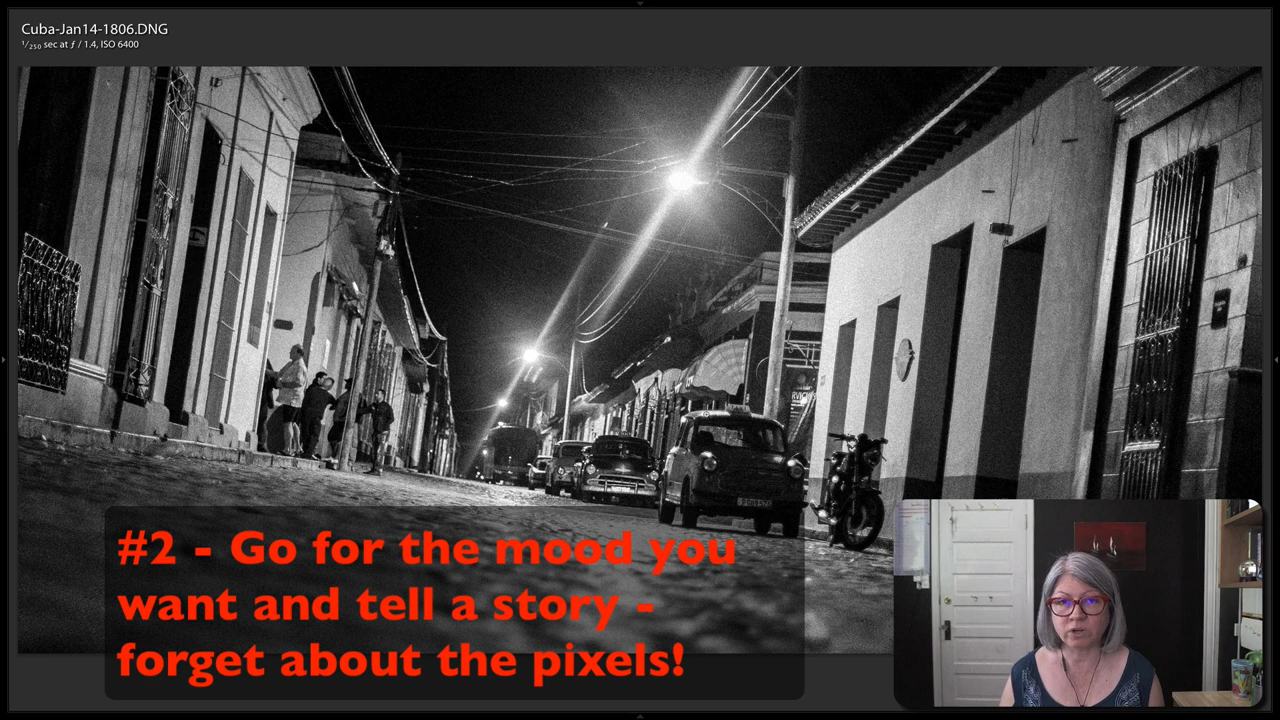 Cuba-Jan14-1806.DNG
1/250 sec at ƒ / 1.4, ISO 6400
#2 - Go for the mood you
want and tell a story -
forget about the pixels!